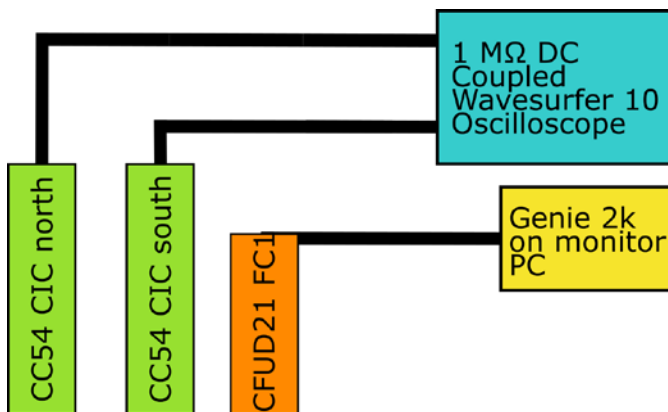 1 MΩ DC
Coupled
Wavesurfer 10
Oscilloscope
CC54 CIC north
CC54 CIC south
CFUD21 FC1
Genie 2k
on monitor
PC